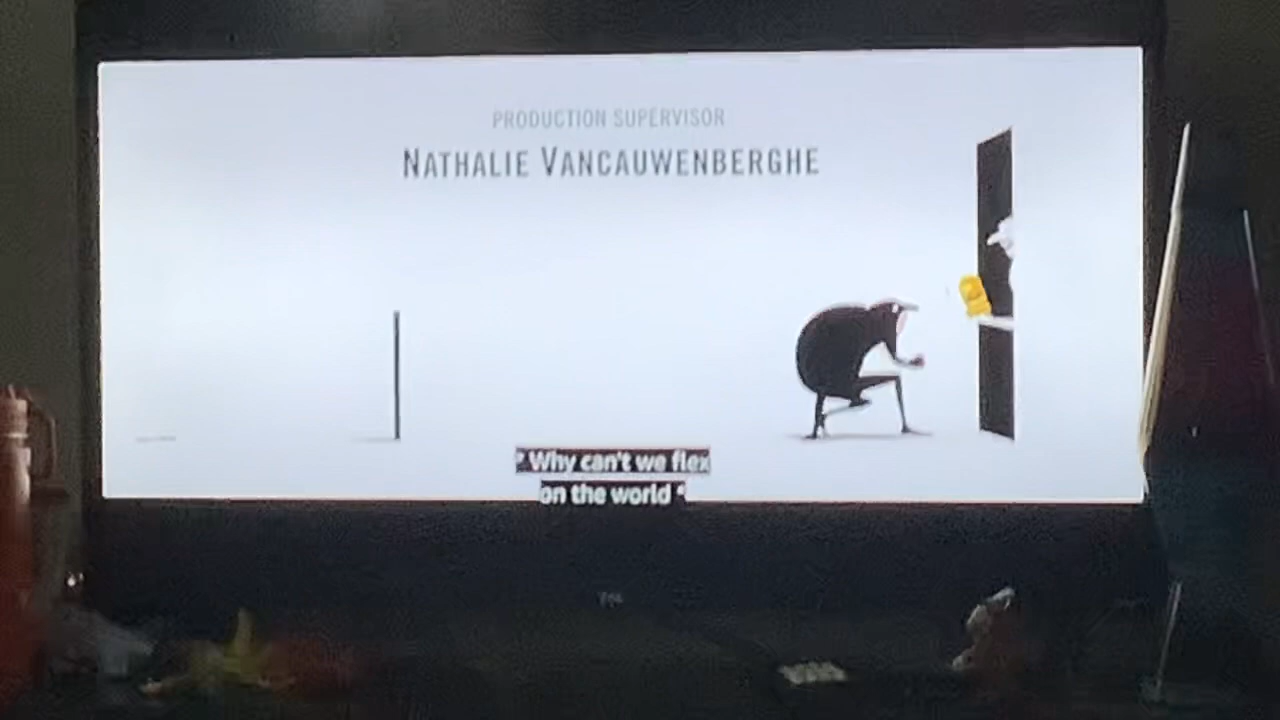 PRODUCTION SUPERVISOR
NATHALIE VANCAUWENBERGHE
Why can't we flex
on the world